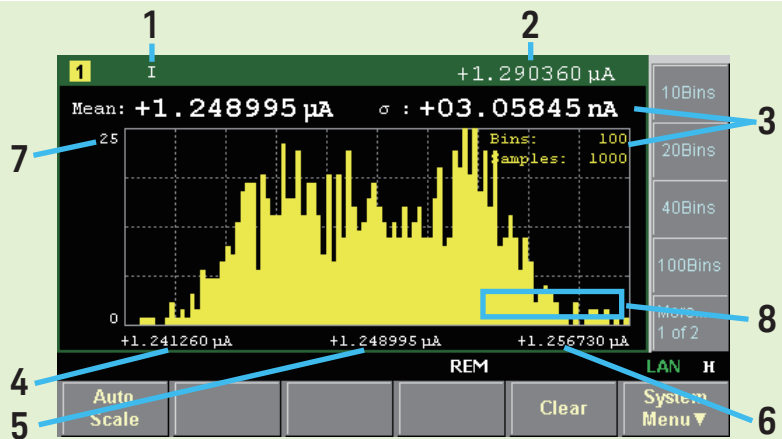 1 2
1 I +1.290360 µA
Mean: +1.248995 µA σ : +03.05845 nA
3
7
25
Bins: 100
Samples: 1000
0
8
+1.241260 µA +1.248995 µA +1.256730 µA
4
5
6
REM LAN H
10Bins
20Bins
40Bins
100Bins
More...
1 of 2
Auto
Scale
Clear
System
Menu▼